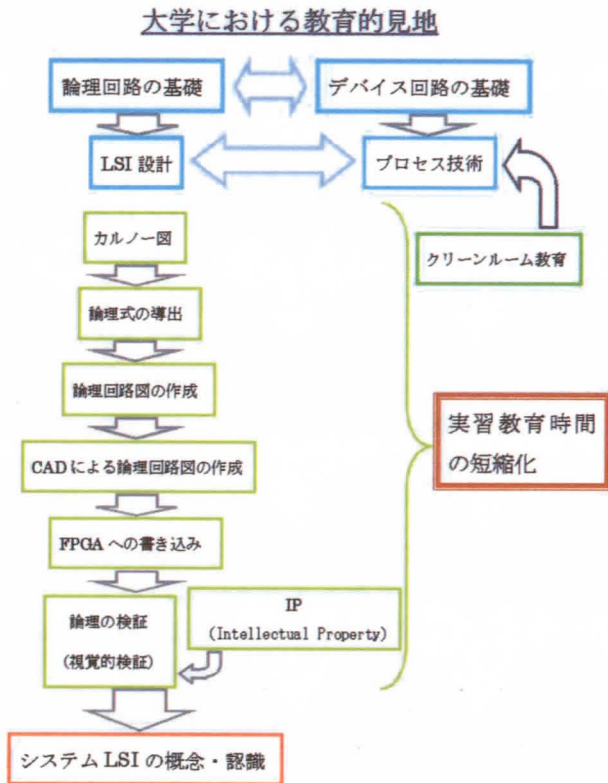 大学における教育的見地
論理回路の基礎
デバイス回路の基礎
LSI 設計
プロセス技術
カルノー図
クリーンルーム教育
論理式の導出
論理回路図の作成
実習教育時間
の短縮化
CADによる論理回路図の作成
FPGA への書き込み
論理の検証
(視覚的検証)
IP
(Intellectual Property)
システム LSI の概念・認識